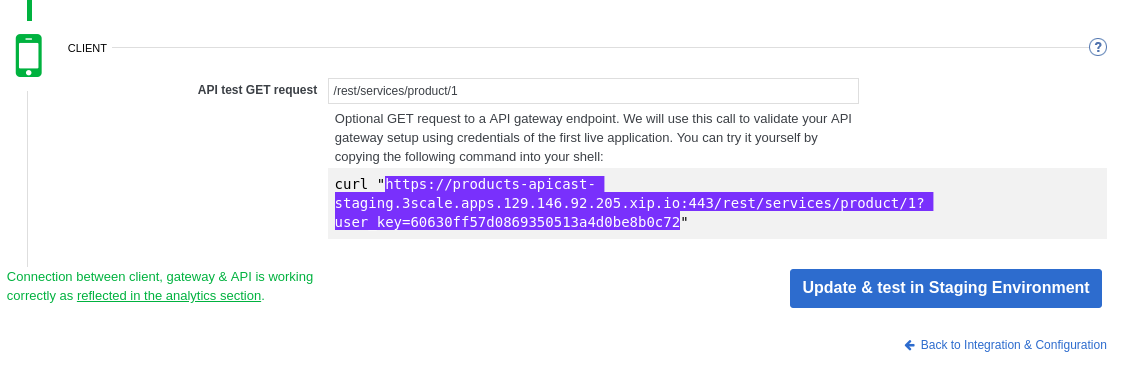 CLIENT
?
API test GET request
/rest/services/product/1
Optional GET request to a API gateway endpoint. We will use this call to validate your API
gateway setup using credentials of the first live application. You can try it yourself by
copying the following command into your shell:
curl "https://products-apicast-
staging.3scale.apps.129.146.92.205.xip.io:443/rest/services/product/1?
user_key=60630ff57d0869350513a4d0be8b0c72"
Connection between client, gateway & API is working
correctly as reflected in the analytics section.
Update & test in Staging Environment
Back to Integration & Configuration